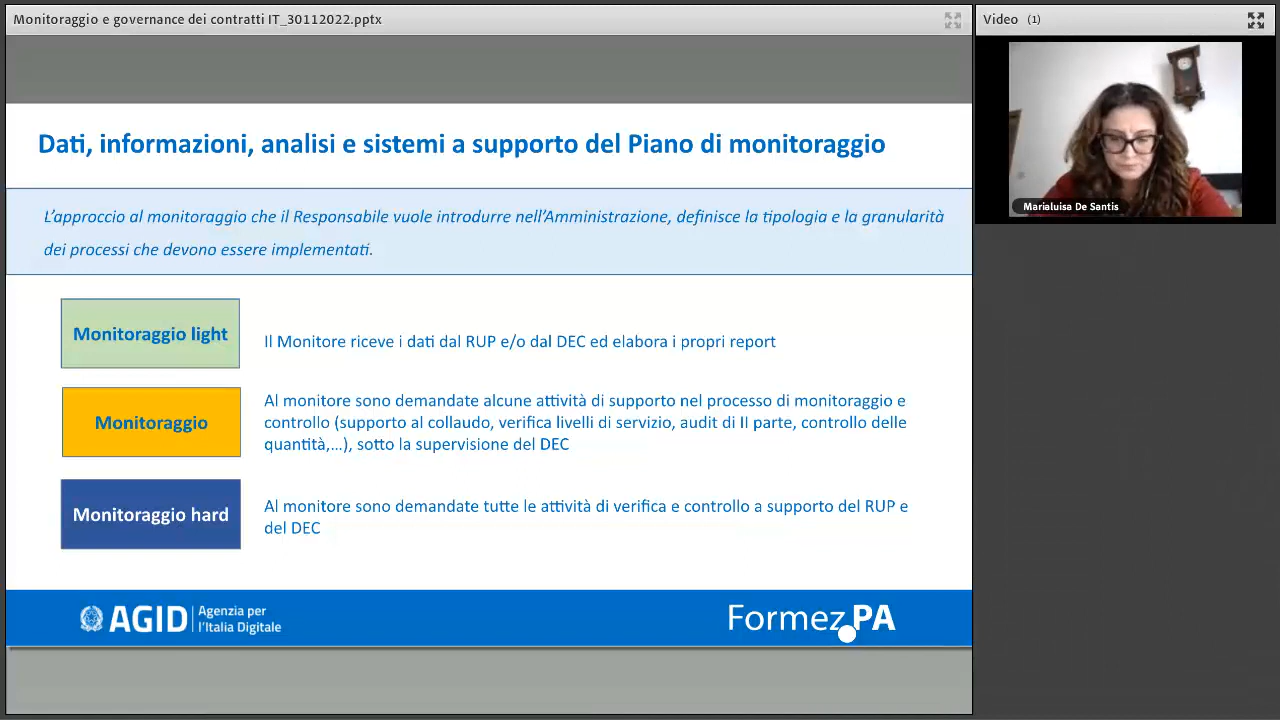 Monitoraggio e governance dei contratti IT_30112022.pptx
Video (1)
Marialuisa De Santis
Dati, informazioni, analisi e sistemi a supporto del Piano di monitoraggio
L'approccio al monitoraggio che il Responsabile vuole introdurre nell'Amministrazione, definisce la tipologia e la granularità
dei processi che devono essere implementati.
Monitoraggio light
Il Monitore riceve i dati dal RUP e/o dal DEC ed elabora i propri report
Monitoraggio
Al monitore sono demandate alcune attività di supporto nel processo di monitoraggio e
controllo (supporto al collaudo, verifica livelli di servizio, audit di II parte, controllo delle
quantità,...), sotto la supervisione del DEC
Monitoraggio hard
Al monitore sono demandate tutte le attività di verifica e controllo a supporto del RUP e
del DEC
AGID
Agenzia per
l'Italia Digitale
Formez PA